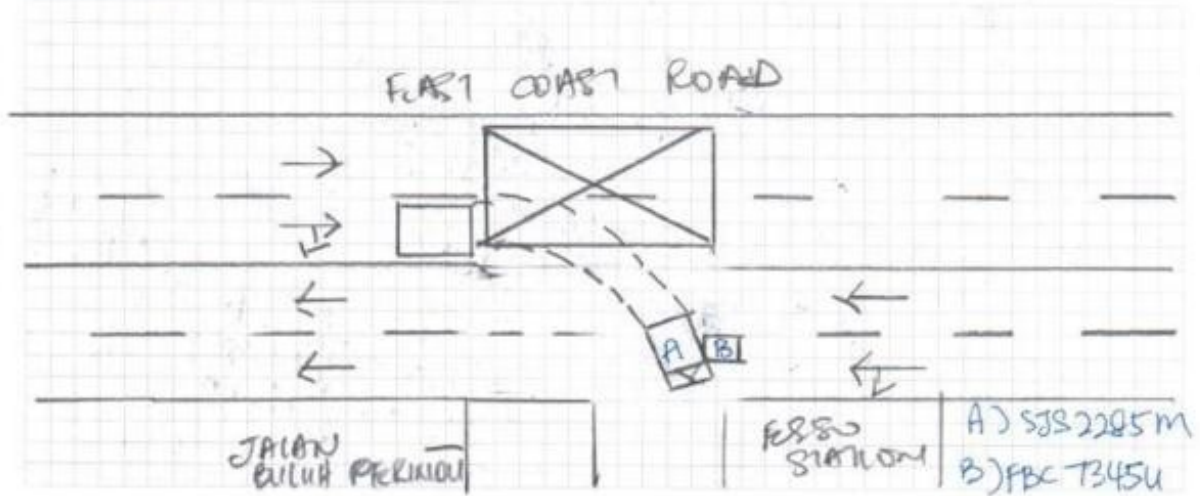 EAST COAST ROAD
A
B
JALAN
BULUH PERINDU
ESSO
STATION
A) SJS2285M
B) FBC 7345U